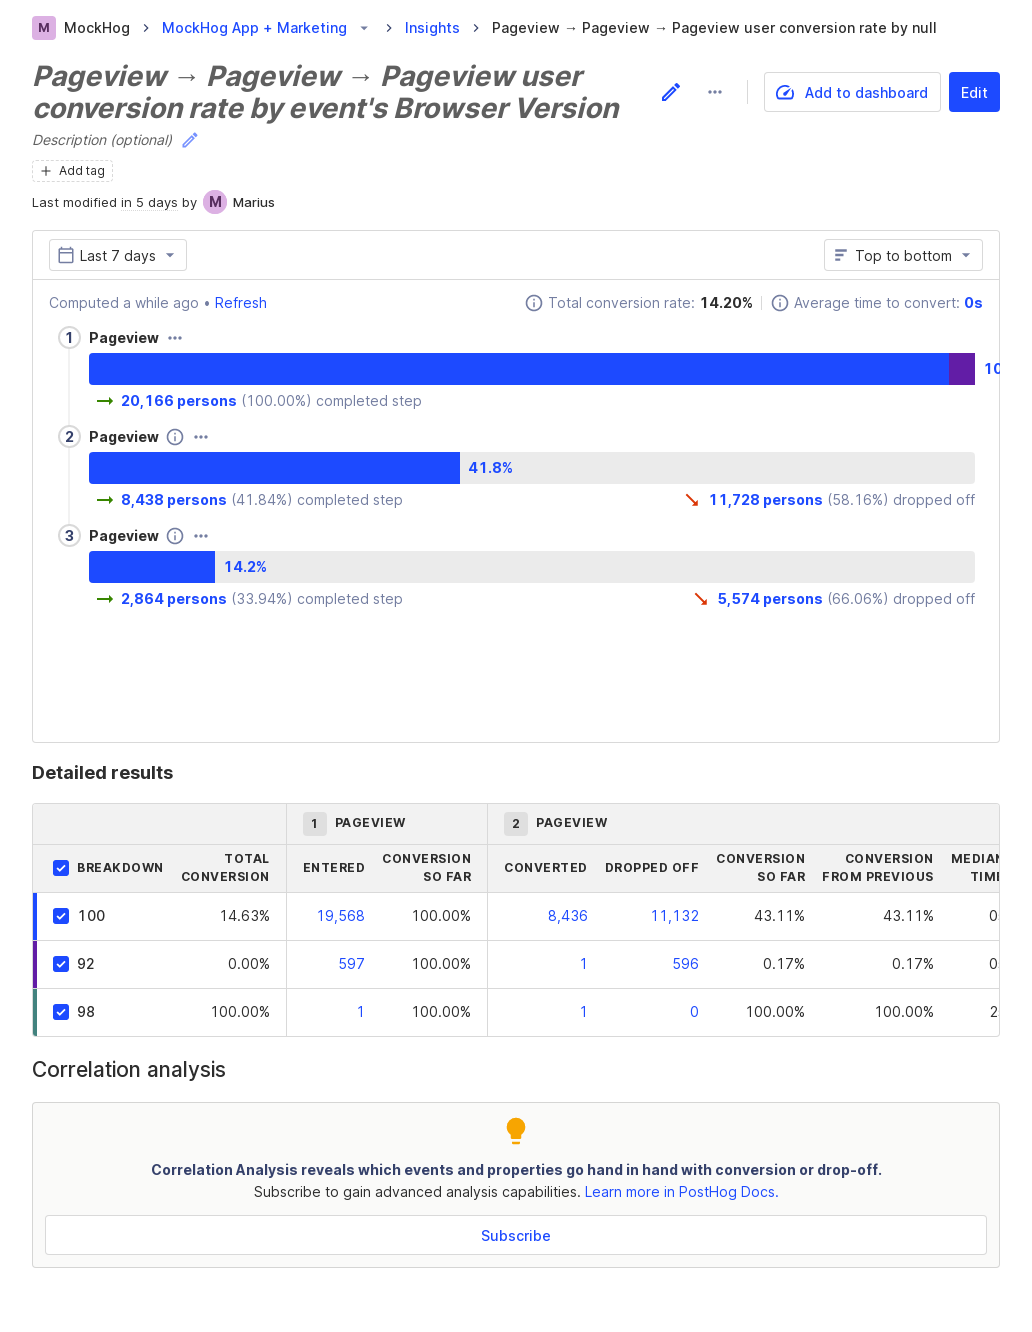 M MockHog MockHog App + Marketing Insights Pageview → Pageview → Pageview user conversion rate by null
Pageview → Pageview → Pageview user
conversion rate by event's Browser Version
Add to dashboard
Edit
Description (optional)
Add tag
Last modified in 5 days by M Marius
Last 7 days
Top to bottom
Computed a while ago • Refresh
Total conversion rate: 14.20%
Average time to convert: 0s
1 Pageview
10
20,166 persons (100.00%) completed step
2 Pageview
41.8%
8,438 persons (41.84%) completed step
11,728 persons (58.16%) dropped off
3 Pageview
14.2%
2,864 persons (33.94%) completed step
5,574 persons (66.06%) dropped off
Detailed results
1 PAGEVIEW
2 PAGEVIEW
BREAKDOWN
TOTAL
CONVERSION
ENTERED
CONVERSION
SO FAR
CONVERTED
DROPPED OFF
CONVERSION
SO FAR
CONVERSION
FROM PREVIOUS
MEDIAN
TIM
100 14.63% 19,568 100.00% 8,436 11,132 43.11% 43.11% 0
92 0.00% 597 100.00% 1 596 0.17% 0.17% 0
98 100.00% 1 100.00% 1 0 100.00% 100.00% 2
Correlation analysis
Correlation Analysis reveals which events and properties go hand in hand with conversion or drop-off.
Subscribe to gain advanced analysis capabilities. Learn more in PostHog Docs.
Subscribe